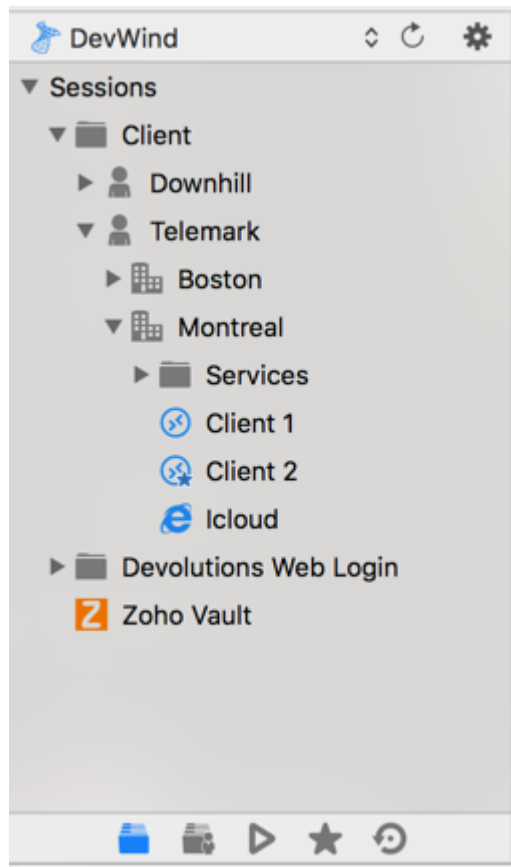 DevWind
Sessions
Client
Downhill
Telemark
Boston
Montreal
Services
Client 1
Client 2
Icloud
Devolutions Web Login
Zoho Vault